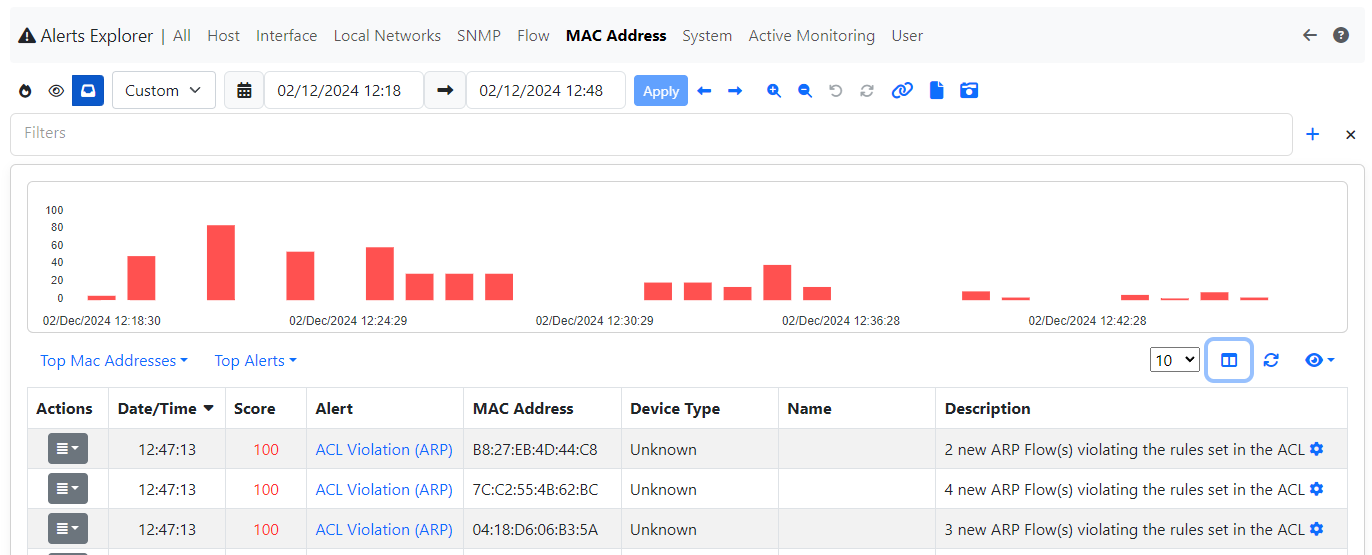 Alerts Explorer | All Host Interface Local Networks SNMP Flow MAC Address System Active Monitoring User
Custom 02/12/2024 12:18 02/12/2024 12:48 Apply
Filters
100
80
60
40
20
0
02/Dec/2024 12:18:30 02/Dec/2024 12:24:29 02/Dec/2024 12:30:29 02/Dec/2024 12:36:28 02/Dec/2024 12:42:28
Top Mac Addresses Top Alerts 10
Actions Date/Time Score Alert MAC Address Device Type Name Description
12:47:13 100 ACL Violation (ARP) B8:27:EB:4D:44:C8 Unknown 2 new ARP Flow(s) violating the rules set in the ACL
12:47:13 100 ACL Violation (ARP) 7C:C2:55:4B:62:BC Unknown 4 new ARP Flow(s) violating the rules set in the ACL
12:47:13 100 ACL Violation (ARP) 04:18:D6:06:B3:5A Unknown 3 new ARP Flow(s) violating the rules set in the ACL